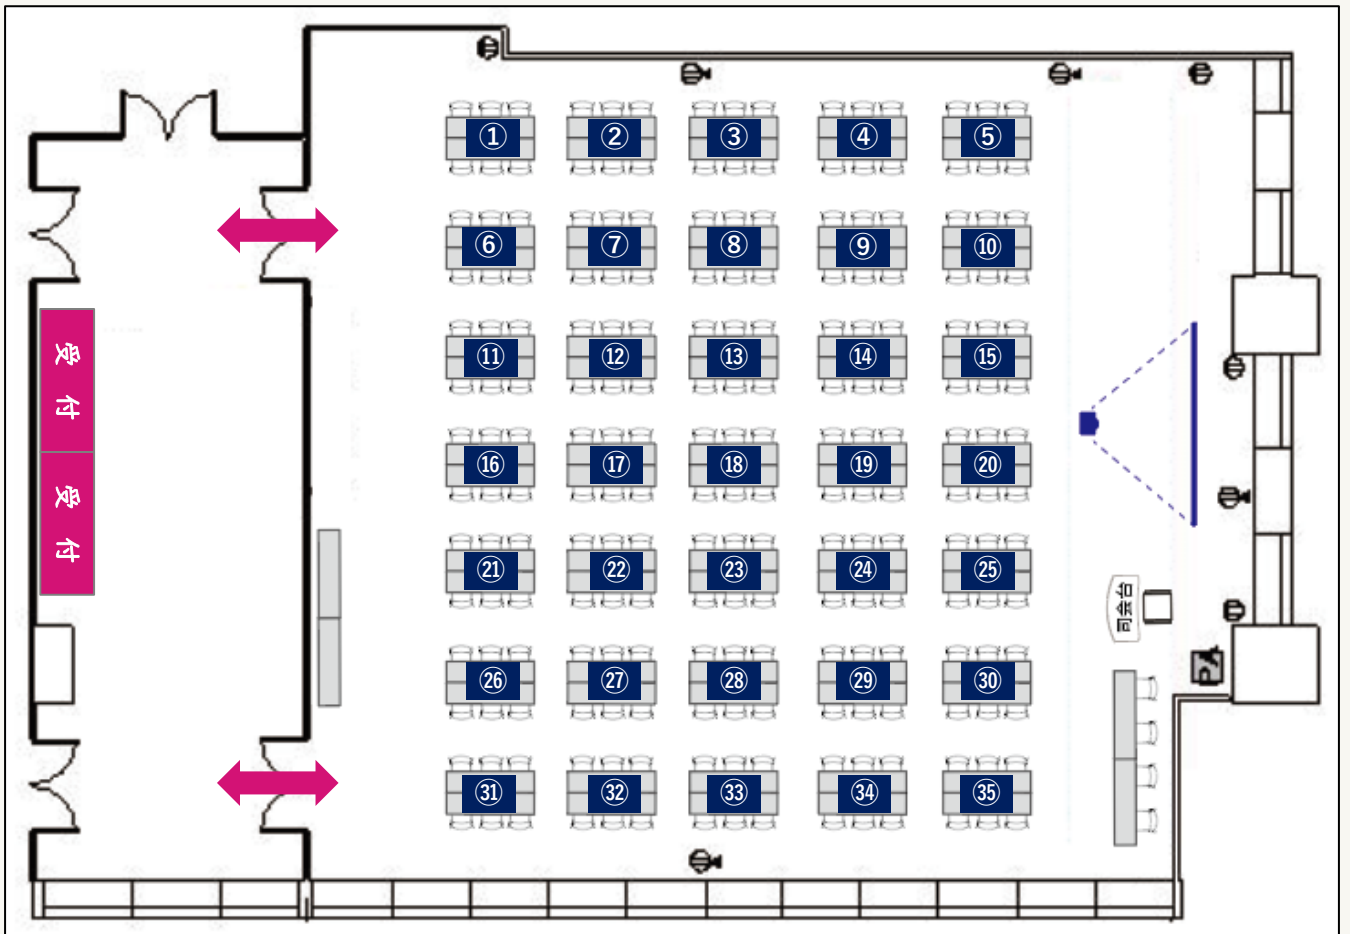 ① ② ③ ④ ⑤
⑥ ⑦ ⑧ ⑨ ⑩
⑪ ⑫ ⑬ ⑭ ⑮
⑯ ⑰ ⑱ ⑲ ⑳
㉑ ㉒ ㉓ ㉔ ㉕
㉖ ㉗ ㉘ ㉙ ㉚
㉛ ㉜ ㉝ ㉞ ㉟
受付
受付
司会台
PA